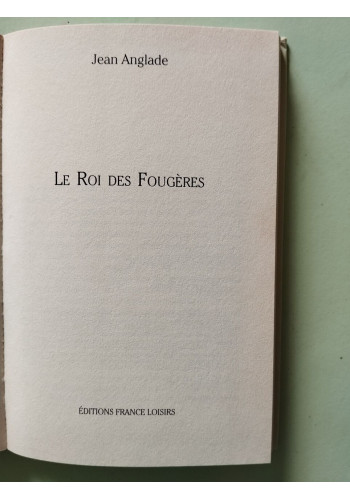 Jean Anglade
LE ROI DES FOUGÈRES
ÉDITIONS FRANCE LOISIRS